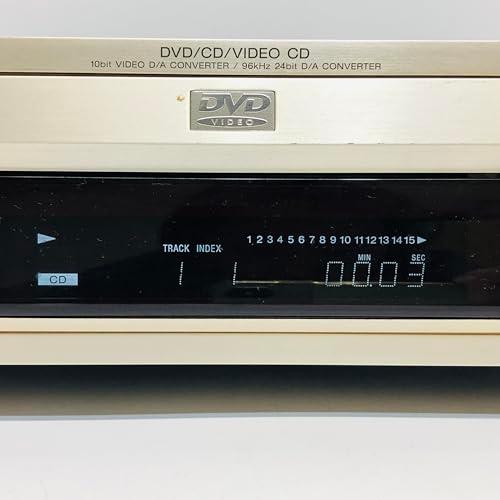 DVD/CD/VIDEO CD
10bit VIDEO D/A CONVERTER / 96kHz 24bit D/A CONVERTER
DVD
VIDEO
TRACK INDEX 1 2 3 4 5 6 7 8 9 10 11 12 13 14 15
MIN SEC
CD 1 1 00.03